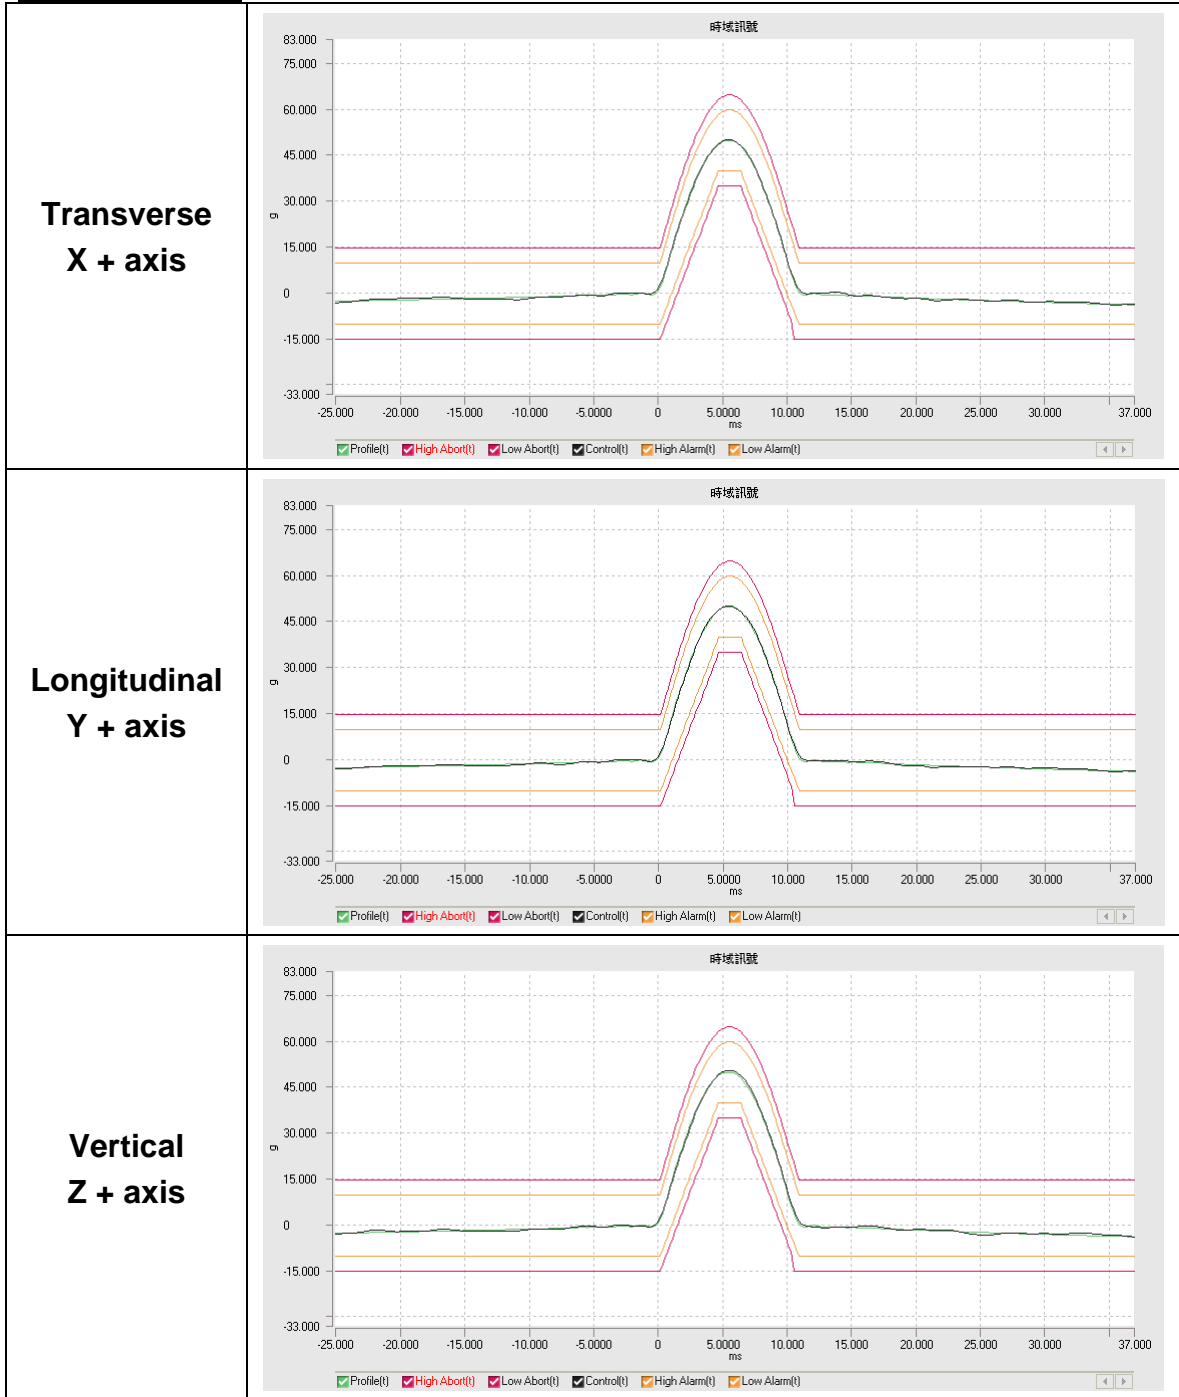 Transverse
X + axis
時域訊號
83.000
75.000
60.000
45.000
30.000
g
15.000
0
-15.000
-33.000
-25.000 -20.000 -15.000 -10.000 -5.0000 0 5.0000 10.000 15.000 20.000 25.000 30.000 37.000
ms
Profile(t) High Abort(t) Low Abort(t) Control(t) High Alarm(t) Low Alarm(t)
Longitudinal
Y + axis
時域訊號
83.000
75.000
60.000
45.000
30.000
g
15.000
0
-15.000
-33.000
-25.000 -20.000 -15.000 -10.000 -5.0000 0 5.0000 10.000 15.000 20.000 25.000 30.000 37.000
ms
Profile(t) High Abort(t) Low Abort(t) Control(t) High Alarm(t) Low Alarm(t)
Vertical
Z + axis
時域訊號
83.000
75.000
60.000
45.000
30.000
g
15.000
0
-15.000
-33.000
-25.000 -20.000 -15.000 -10.000 -5.0000 0 5.0000 10.000 15.000 20.000 25.000 30.000 37.000
ms
Profile(t) High Abort(t) Low Abort(t) Control(t) High Alarm(t) Low Alarm(t)